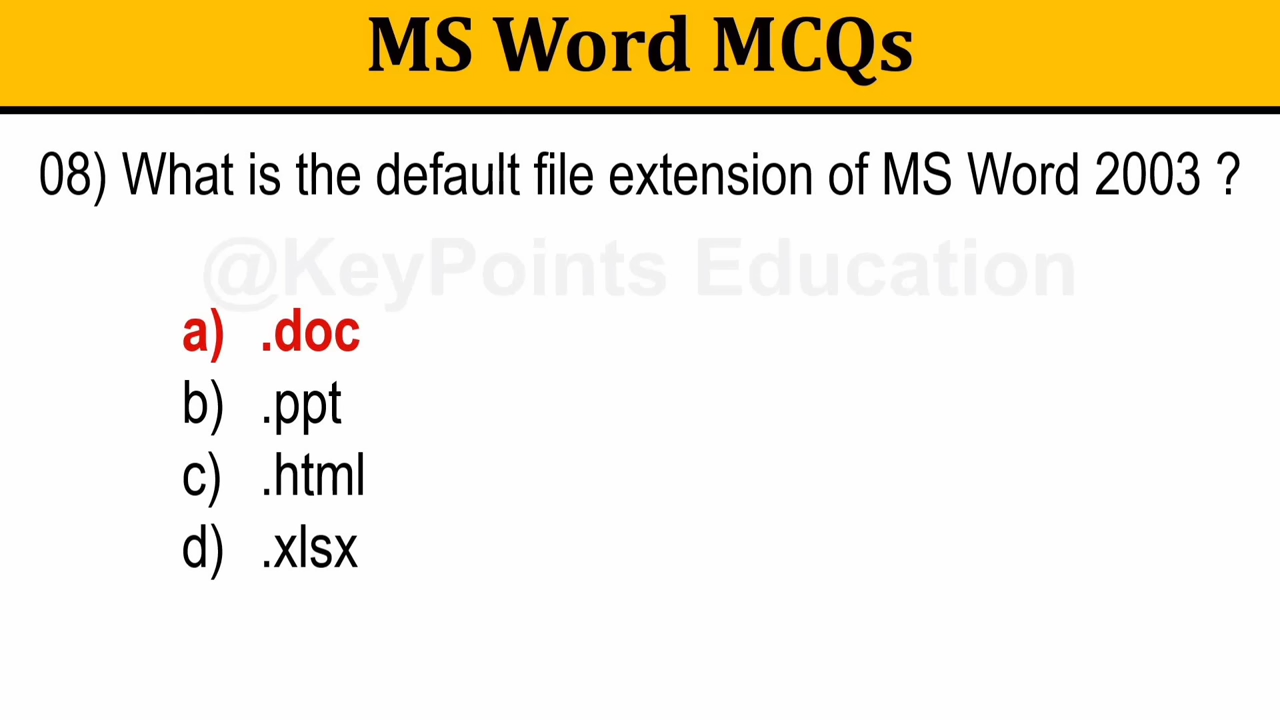 MS Word MCQs
08) What is the default file extension of MS Word 2003 ?
@KeyPoints Education
a) .doc
b) .ppt
c) .html
d) .xlsx